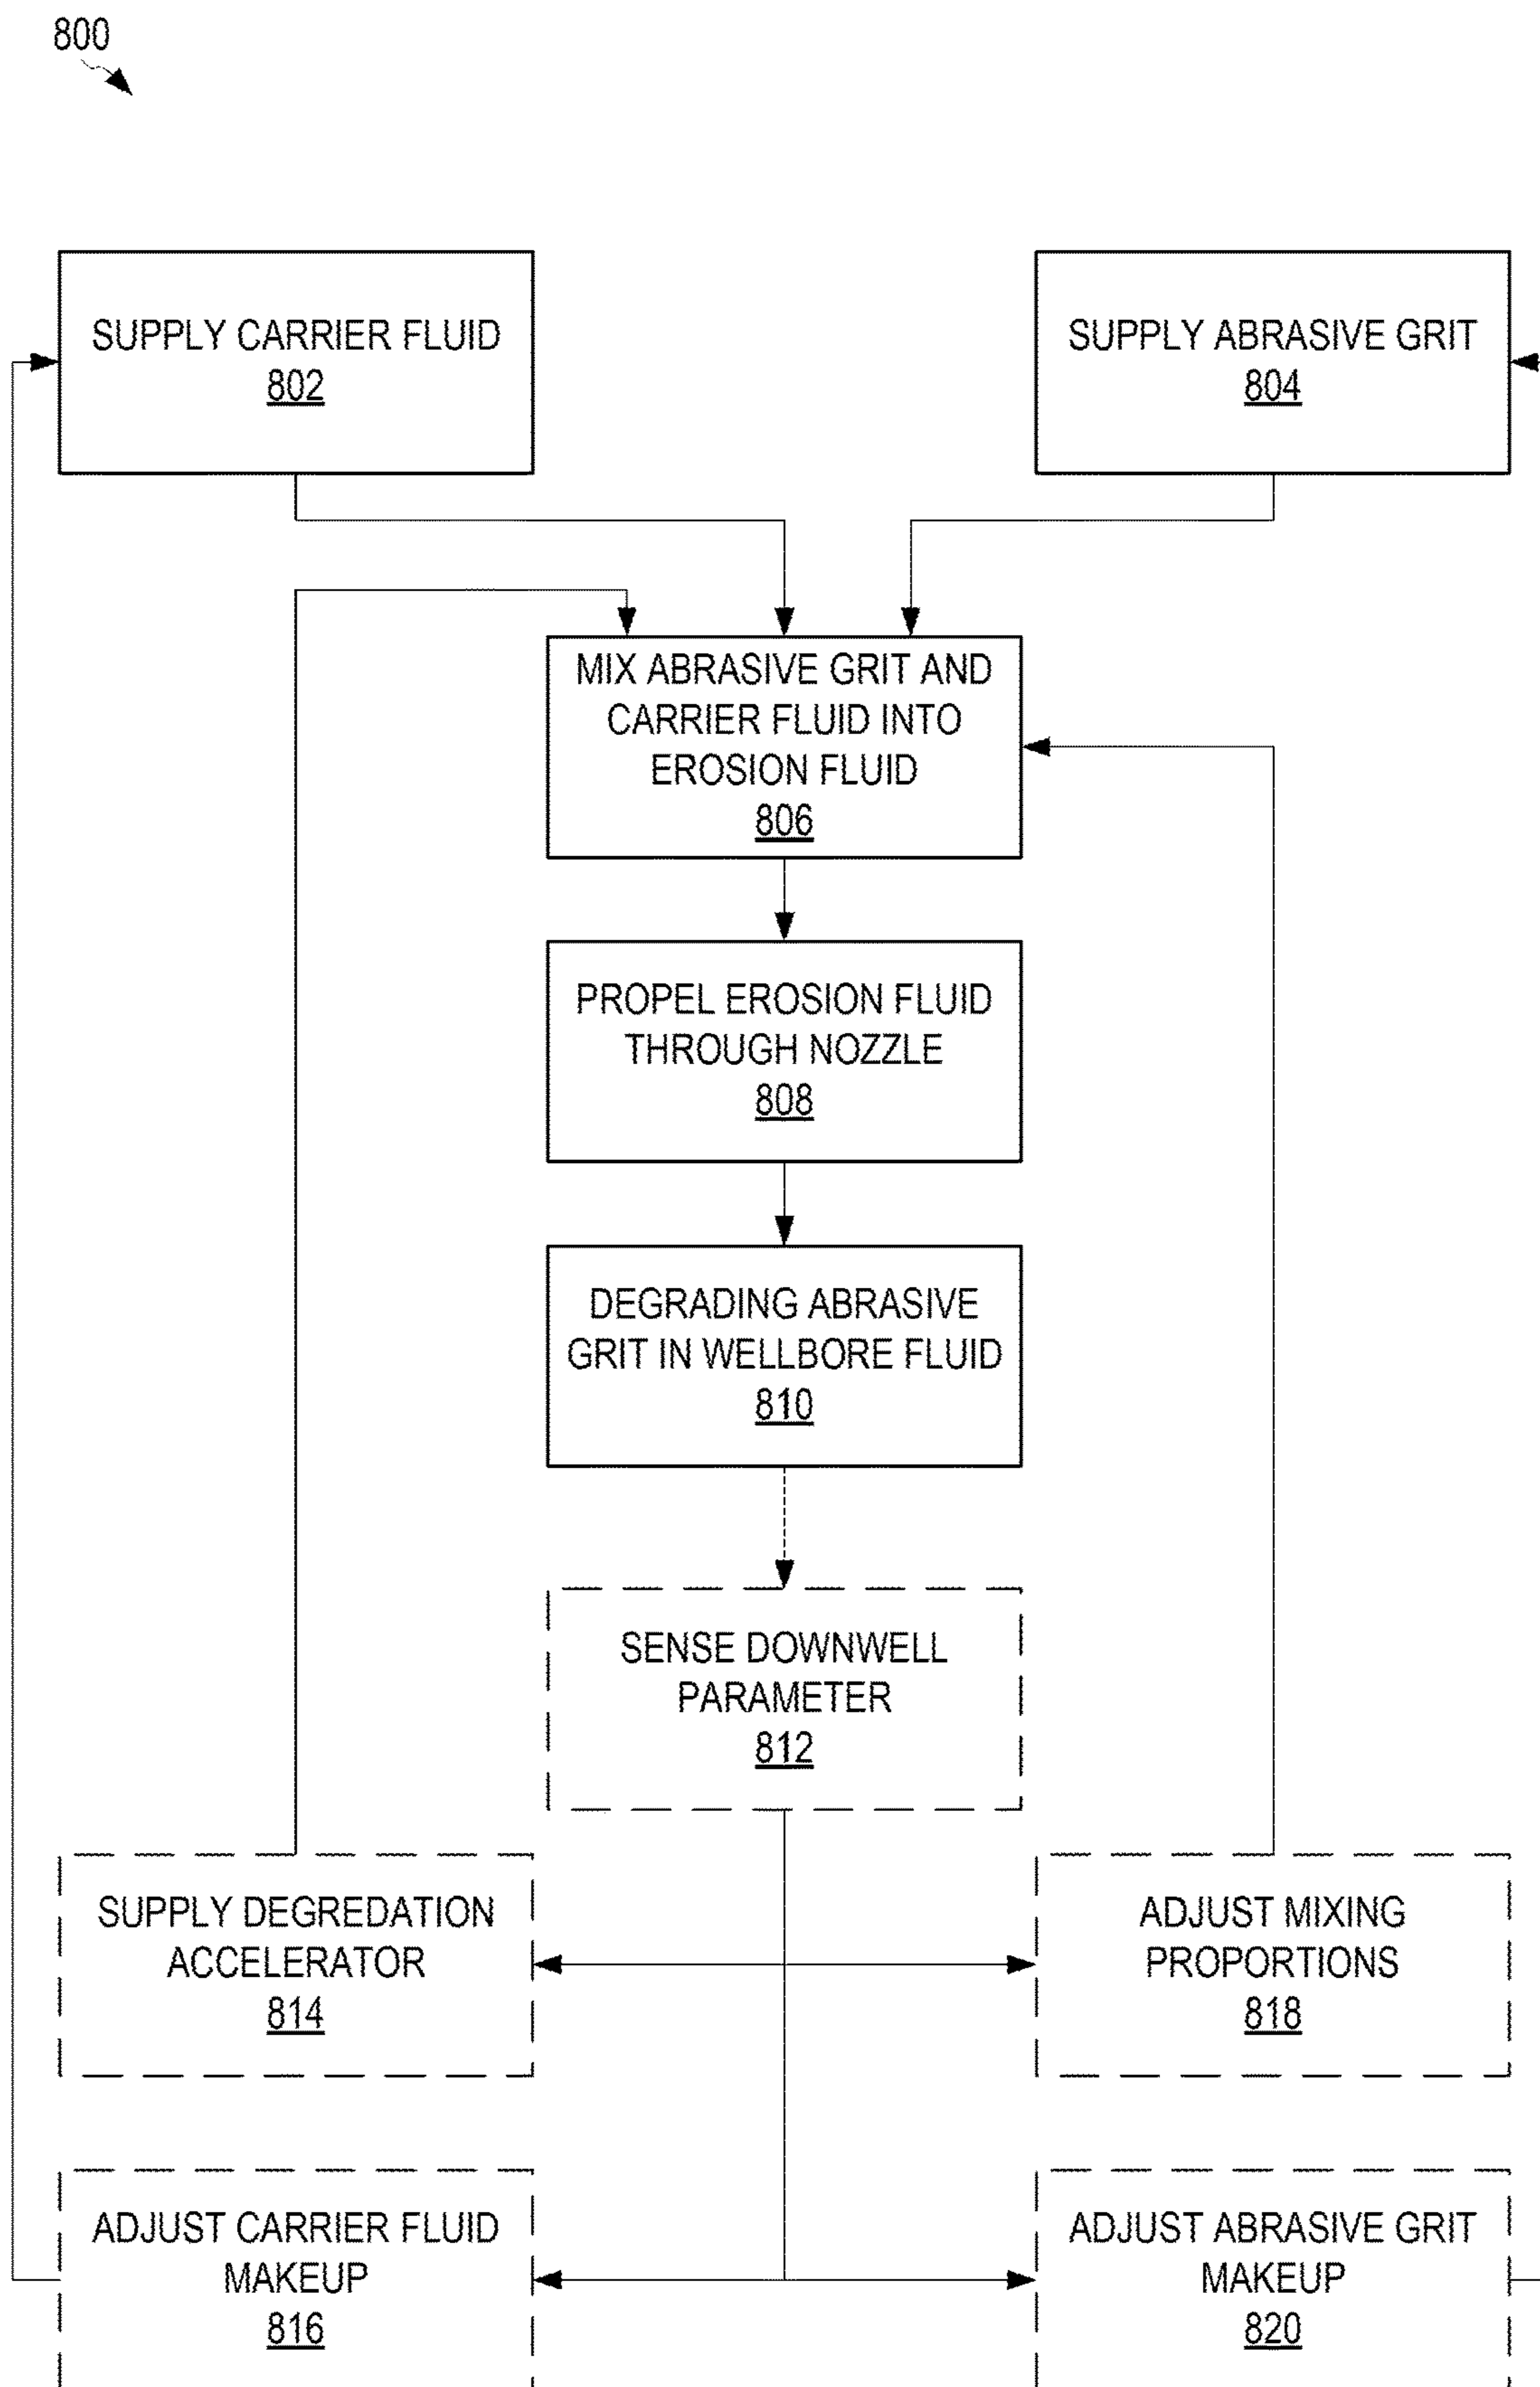 800
SUPPLY CARRIER FLUID
802
SUPPLY ABRASIVE GRIT
804
MIX ABRASIVE GRIT AND
CARRIER FLUID INTO
EROSION FLUID
806
PROPEL EROSION FLUID
THROUGH NOZZLE
808
DEGRADING ABRASIVE
GRIT IN WELLBORE FLUID
810
SENSE DOWNWELL
PARAMETER
812
SUPPLY DEGREDATION
ACCELERATOR
814
ADJUST MIXING
PROPORTIONS
818
ADJUST CARRIER FLUID
MAKEUP
816
ADJUST ABRASIVE GRIT
MAKEUP
820